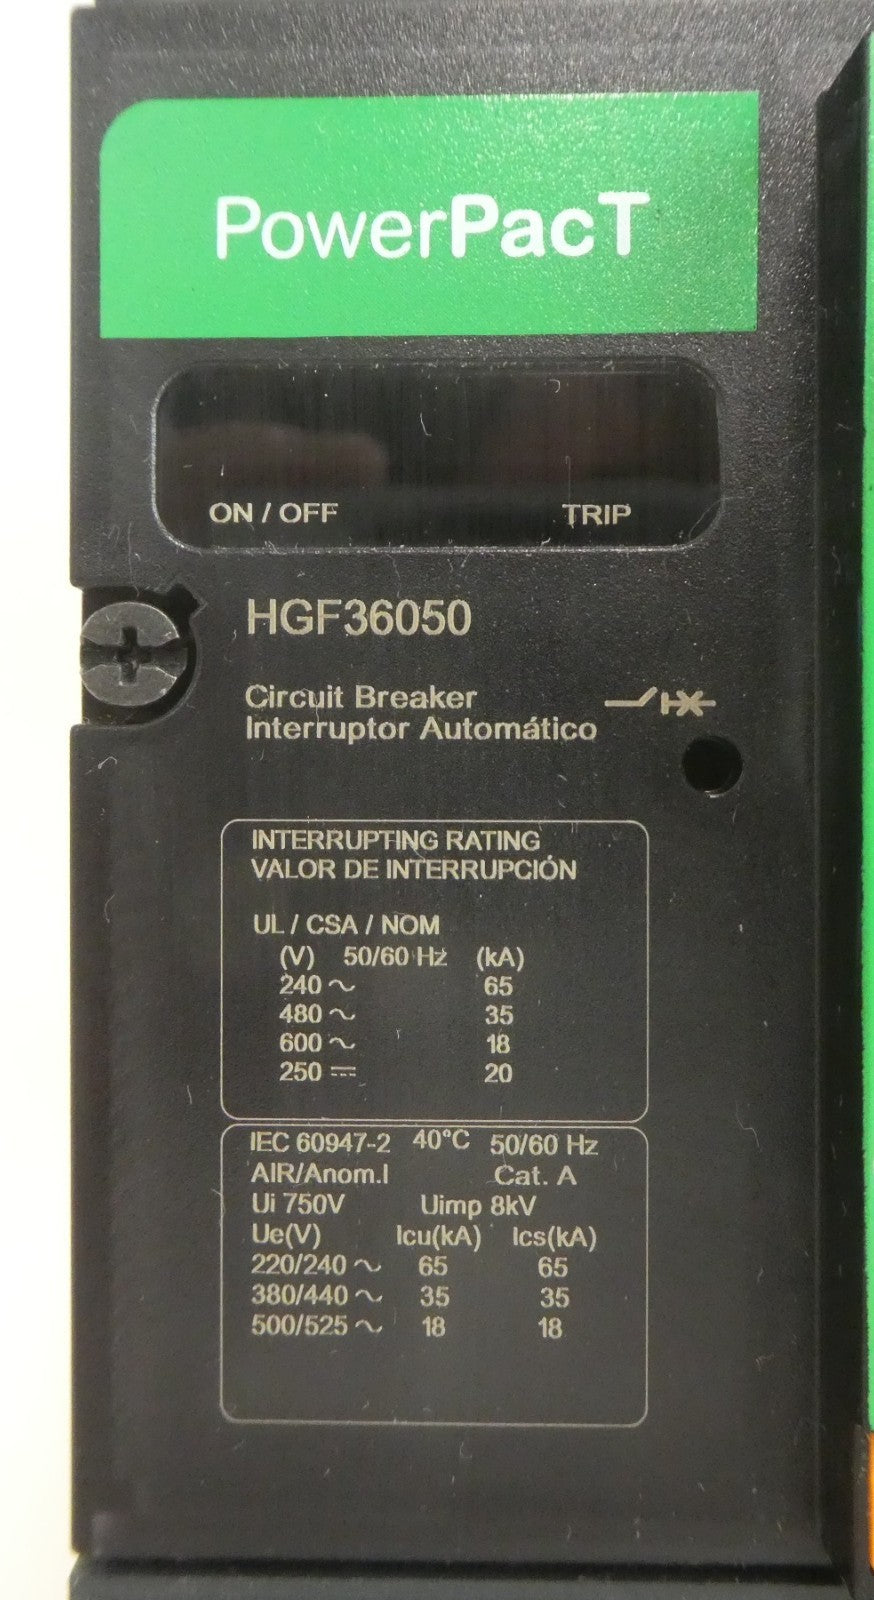 PowerPacT
ON / OFF TRIP
HGF36050
Circuit Breaker
Interruptor Automático
INTERRUPTING RATING
VALOR DE INTERRUPCIÓN
UL / CSA / NOM
(V) 50/60 Hz (kA)
240 ~ 65
480 ~ 35
600 ~ 18
250 ⎓ 20
IEC 60947-2 40°C 50/60 Hz
AIR/Anom.I Cat. A
Ui 750V Uimp 8kV
Ue(V) Icu(kA) Ics(kA)
220/240 ~ 65 65
380/440 ~ 35 35
500/525 ~ 18 18